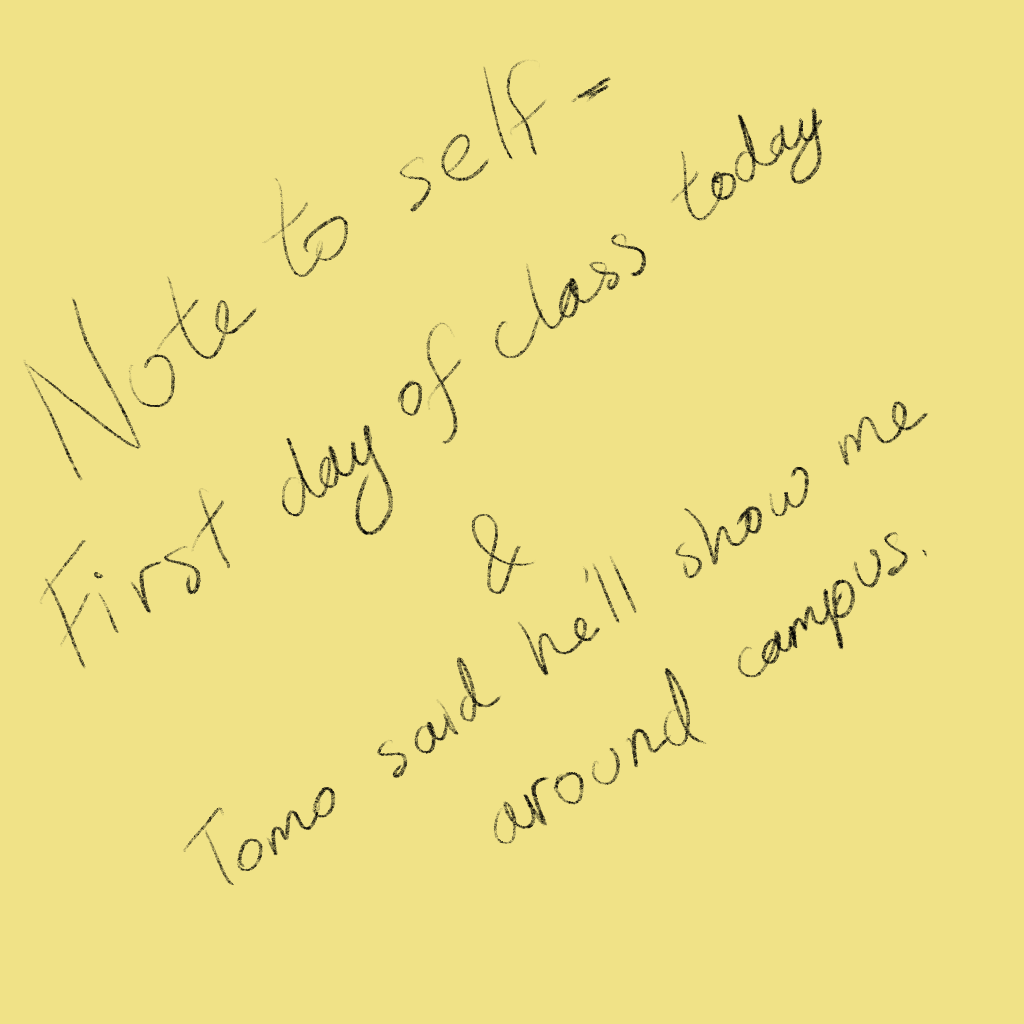 Note to self-
First day of class today
&
Tomo said he'll show me
around campus.